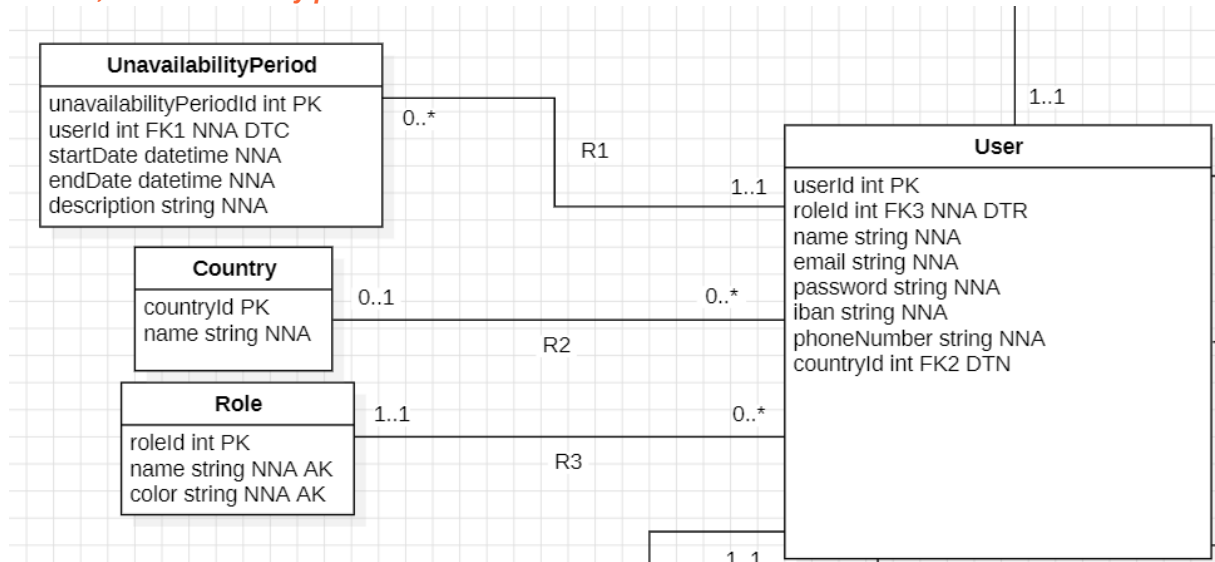 UnavailabilityPeriod
unavailabilityPeriodId int PK
userId int FK1 NNA DTC
startDate datetime NNA
endDate datetime NNA
description string NNA
0..*
R1
1..1
1..1
User
userId int PK
roleId int FK3 NNA DTR
name string NNA
email string NNA
password string NNA
iban string NNA
phoneNumber string NNA
countryId int FK2 DTN
Country
countryId PK
name string NNA
0..1
0..*
R2
Role
roleId int PK
name string NNA AK
color string NNA AK
1..1
0..*
R3
1..1